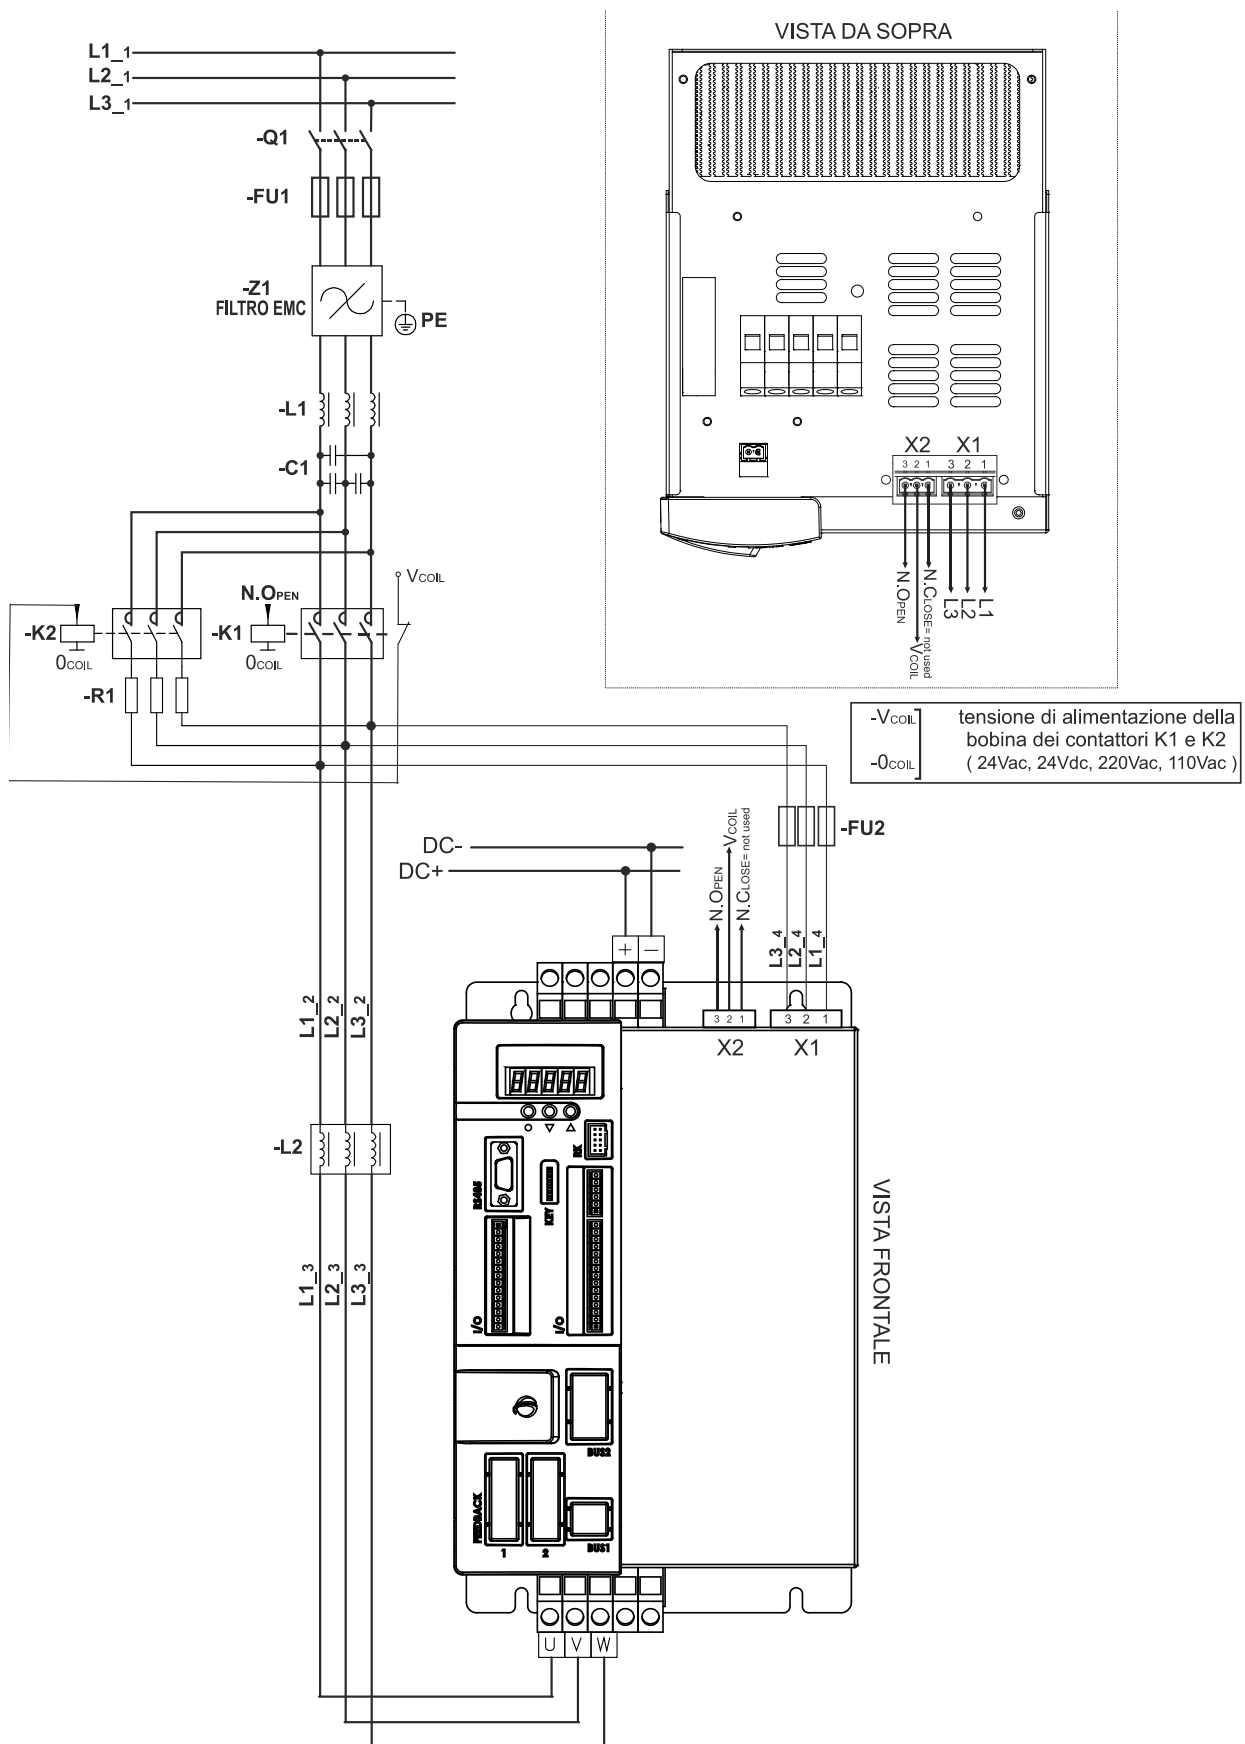 VISTA DA SOPRA
L1_1
L2_1
L3_1
-Q1
-FU1
-Z1
FILTRO EMC
PE
-L1
-C1
X2 X1
3 2 1 3 2 1
N.OPEN
VCOIL
N.CLOSE= not used
L3
L2
L1
VCOIL
N.OPEN
-K2
-K1
0COIL
0COIL
-R1
-VCOIL
-0COIL
tensione di alimentazione della
bobina dei contattori K1 e K2
( 24Vac, 24Vdc, 220Vac, 110Vac )
-FU2
DC-
DC+
N.OPEN
VCOIL
N.CLOSE= not used
L3_4
L2_4
L1_4
+ −
L1_2
L2_2
L3_2
3 2 1 3 2 1
X2 X1
88888
RK
-L2
RS485
KEY
VISTA FRONTALE
L1_3
L2_3
L3_3
I/O
I/O
BUS2
FEEDBACK
1 2
BUS1
U V W